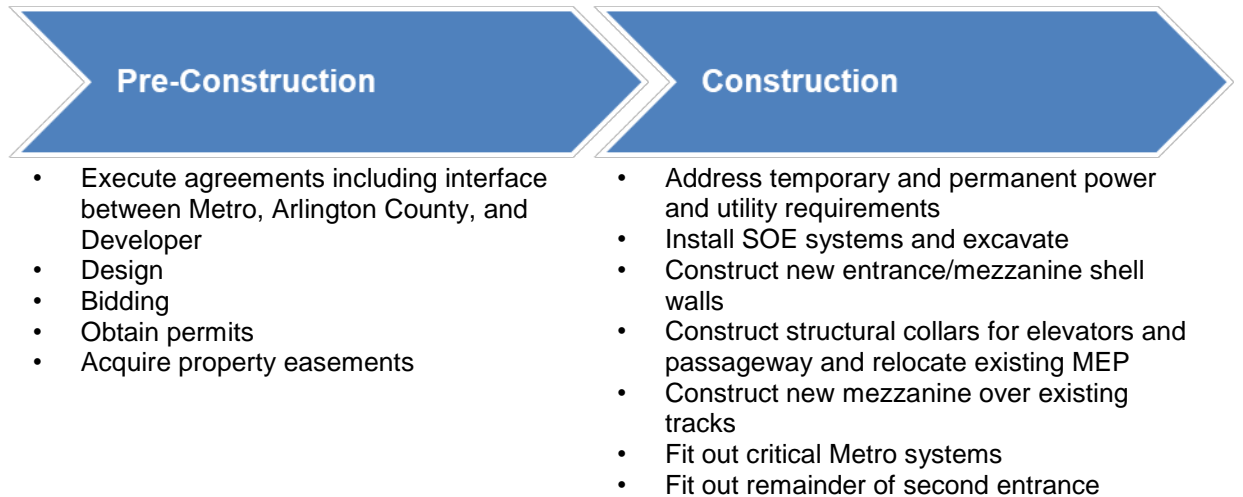 Pre-Construction
• Execute agreements including interface
between Metro, Arlington County, and
Developer
• Design
• Bidding
• Obtain permits
• Acquire property easements
Construction
• Address temporary and permanent power
and utility requirements
• Install SOE systems and excavate
• Construct new entrance/mezzanine shell
walls
• Construct structural collars for elevators and
passageway and relocate existing MEP
• Construct new mezzanine over existing
tracks
• Fit out critical Metro systems
• Fit out remainder of second entrance